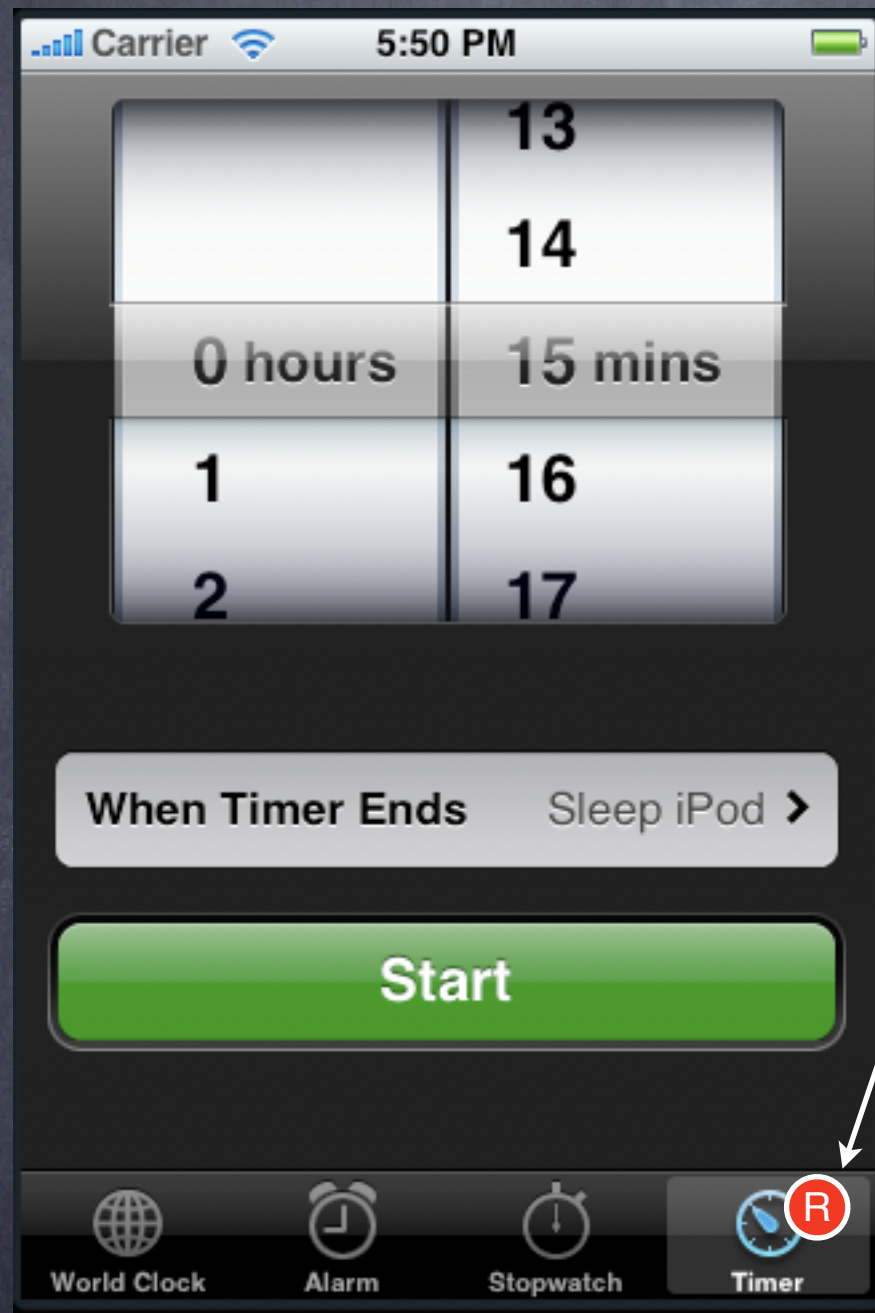 Carrier 5:50 PM
13
14
0 hours 15 mins
1 16
2 17
When Timer Ends Sleep iPod
Start
R
World Clock Alarm Stopwatch Timer